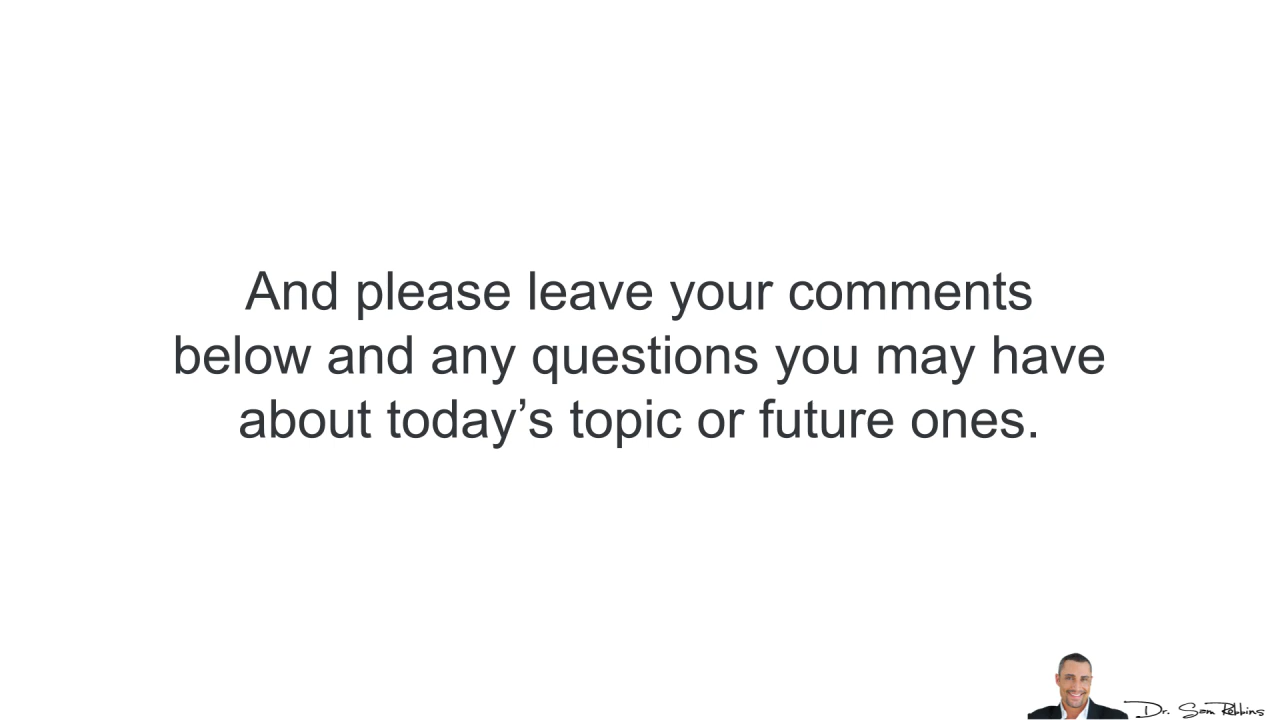 And please leave your comments
below and any questions you may have
about today’s topic or future ones.
Dr. Sam Robbins